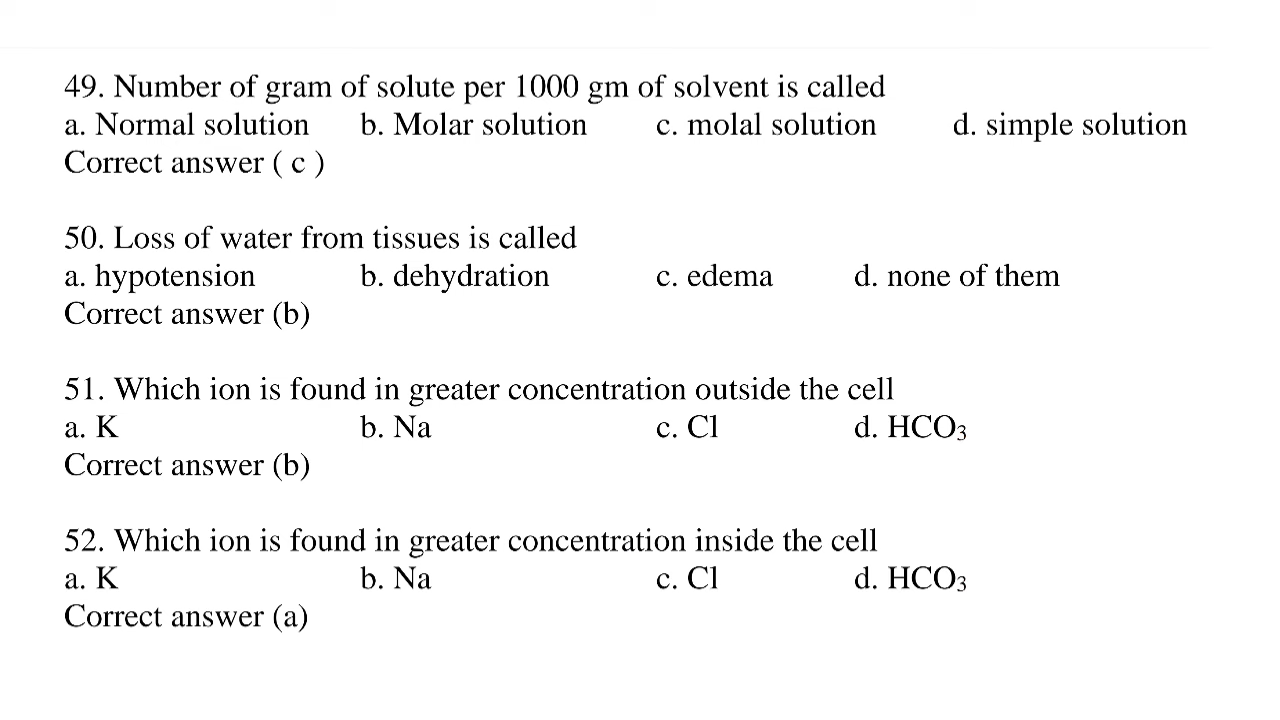 49. Number of gram of solute per 1000 gm of solvent is called
a. Normal solution b. Molar solution c. molal solution d. simple solution
Correct answer ( c )
50. Loss of water from tissues is called
a. hypotension b. dehydration c. edema d. none of them
Correct answer (b)
51. Which ion is found in greater concentration outside the cell
a. K b. Na c. Cl d. HCO₃
Correct answer (b)
52. Which ion is found in greater concentration inside the cell
a. K b. Na c. Cl d. HCO₃
Correct answer (a)